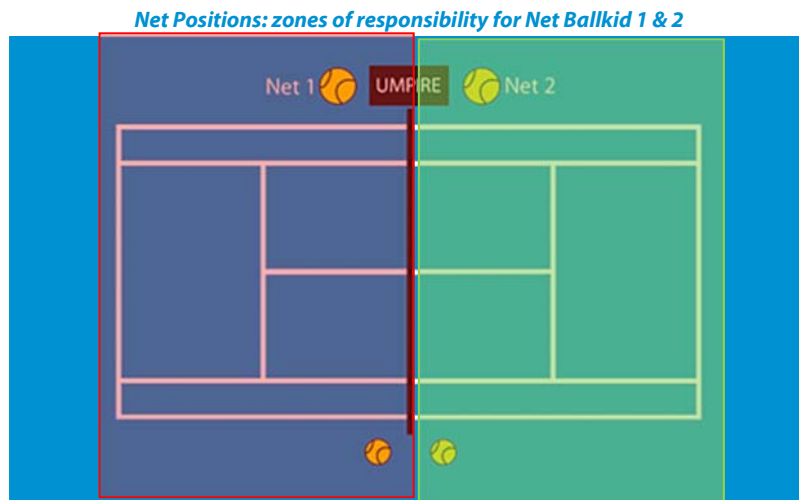 Net Positions: zones of responsibility for Net Ballkid 1 & 2
Net 1 UMPIRE Net 2